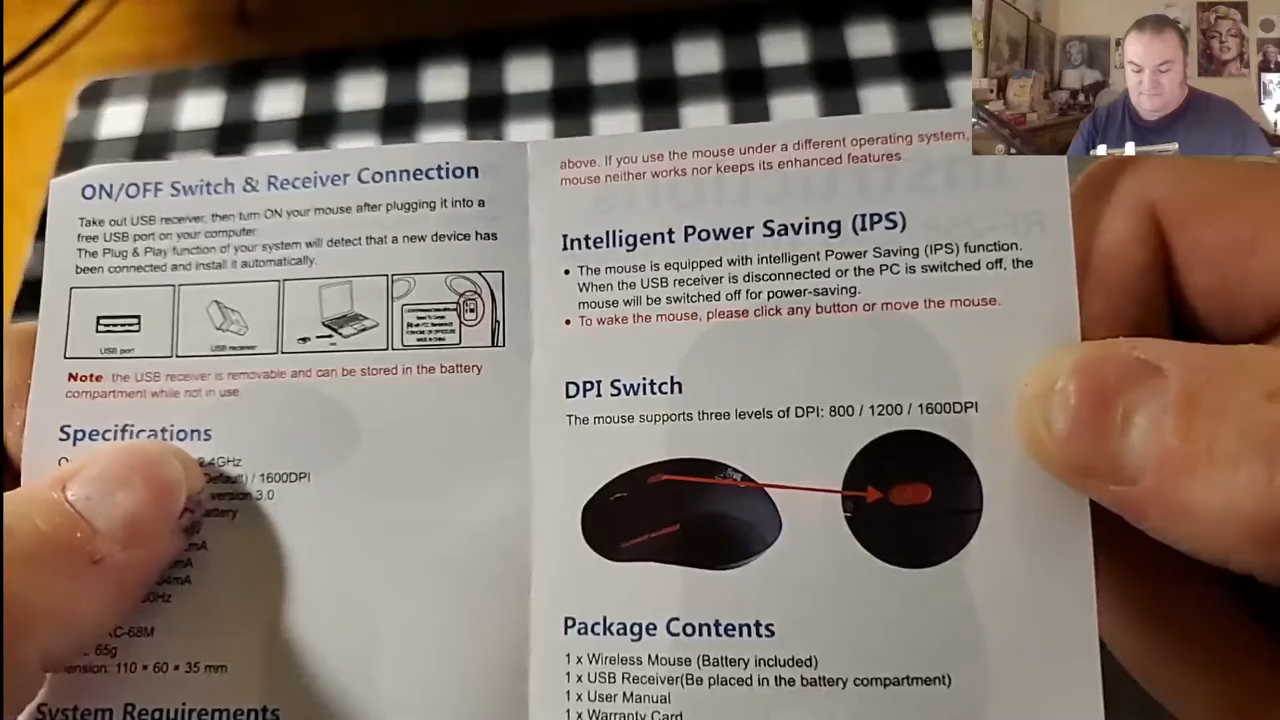 ON/OFF Switch & Receiver Connection
Take out USB receiver, then turn ON your mouse after plugging it into a
free USB port on your computer
The Plug & Play function of your system will detect that a new device has
been connected and install it automatically.
USB port
USB receiver
Note the USB receiver is removable and can be stored in the battery
compartment while not in use
Specifications
2.4GHz
/ 1600DPI
version 3.0
110 × 60 × 35 mm
65g
System Requirements
above. If you use the mouse under a different operating system,
mouse neither works nor keeps its enhanced features.
Intelligent Power Saving (IPS)
• The mouse is equipped with intelligent Power Saving (IPS) function.
When the USB receiver is disconnected or the PC is switched off, the
mouse will be switched off for power-saving.
• To wake the mouse, please click any button or move the mouse.
DPI Switch
The mouse supports three levels of DPI: 800 / 1200 / 1600DPI
Package Contents
1 x Wireless Mouse (Battery included)
1 x USB Receiver(Be placed in the battery compartment)
1 x User Manual
1 x Warranty Card